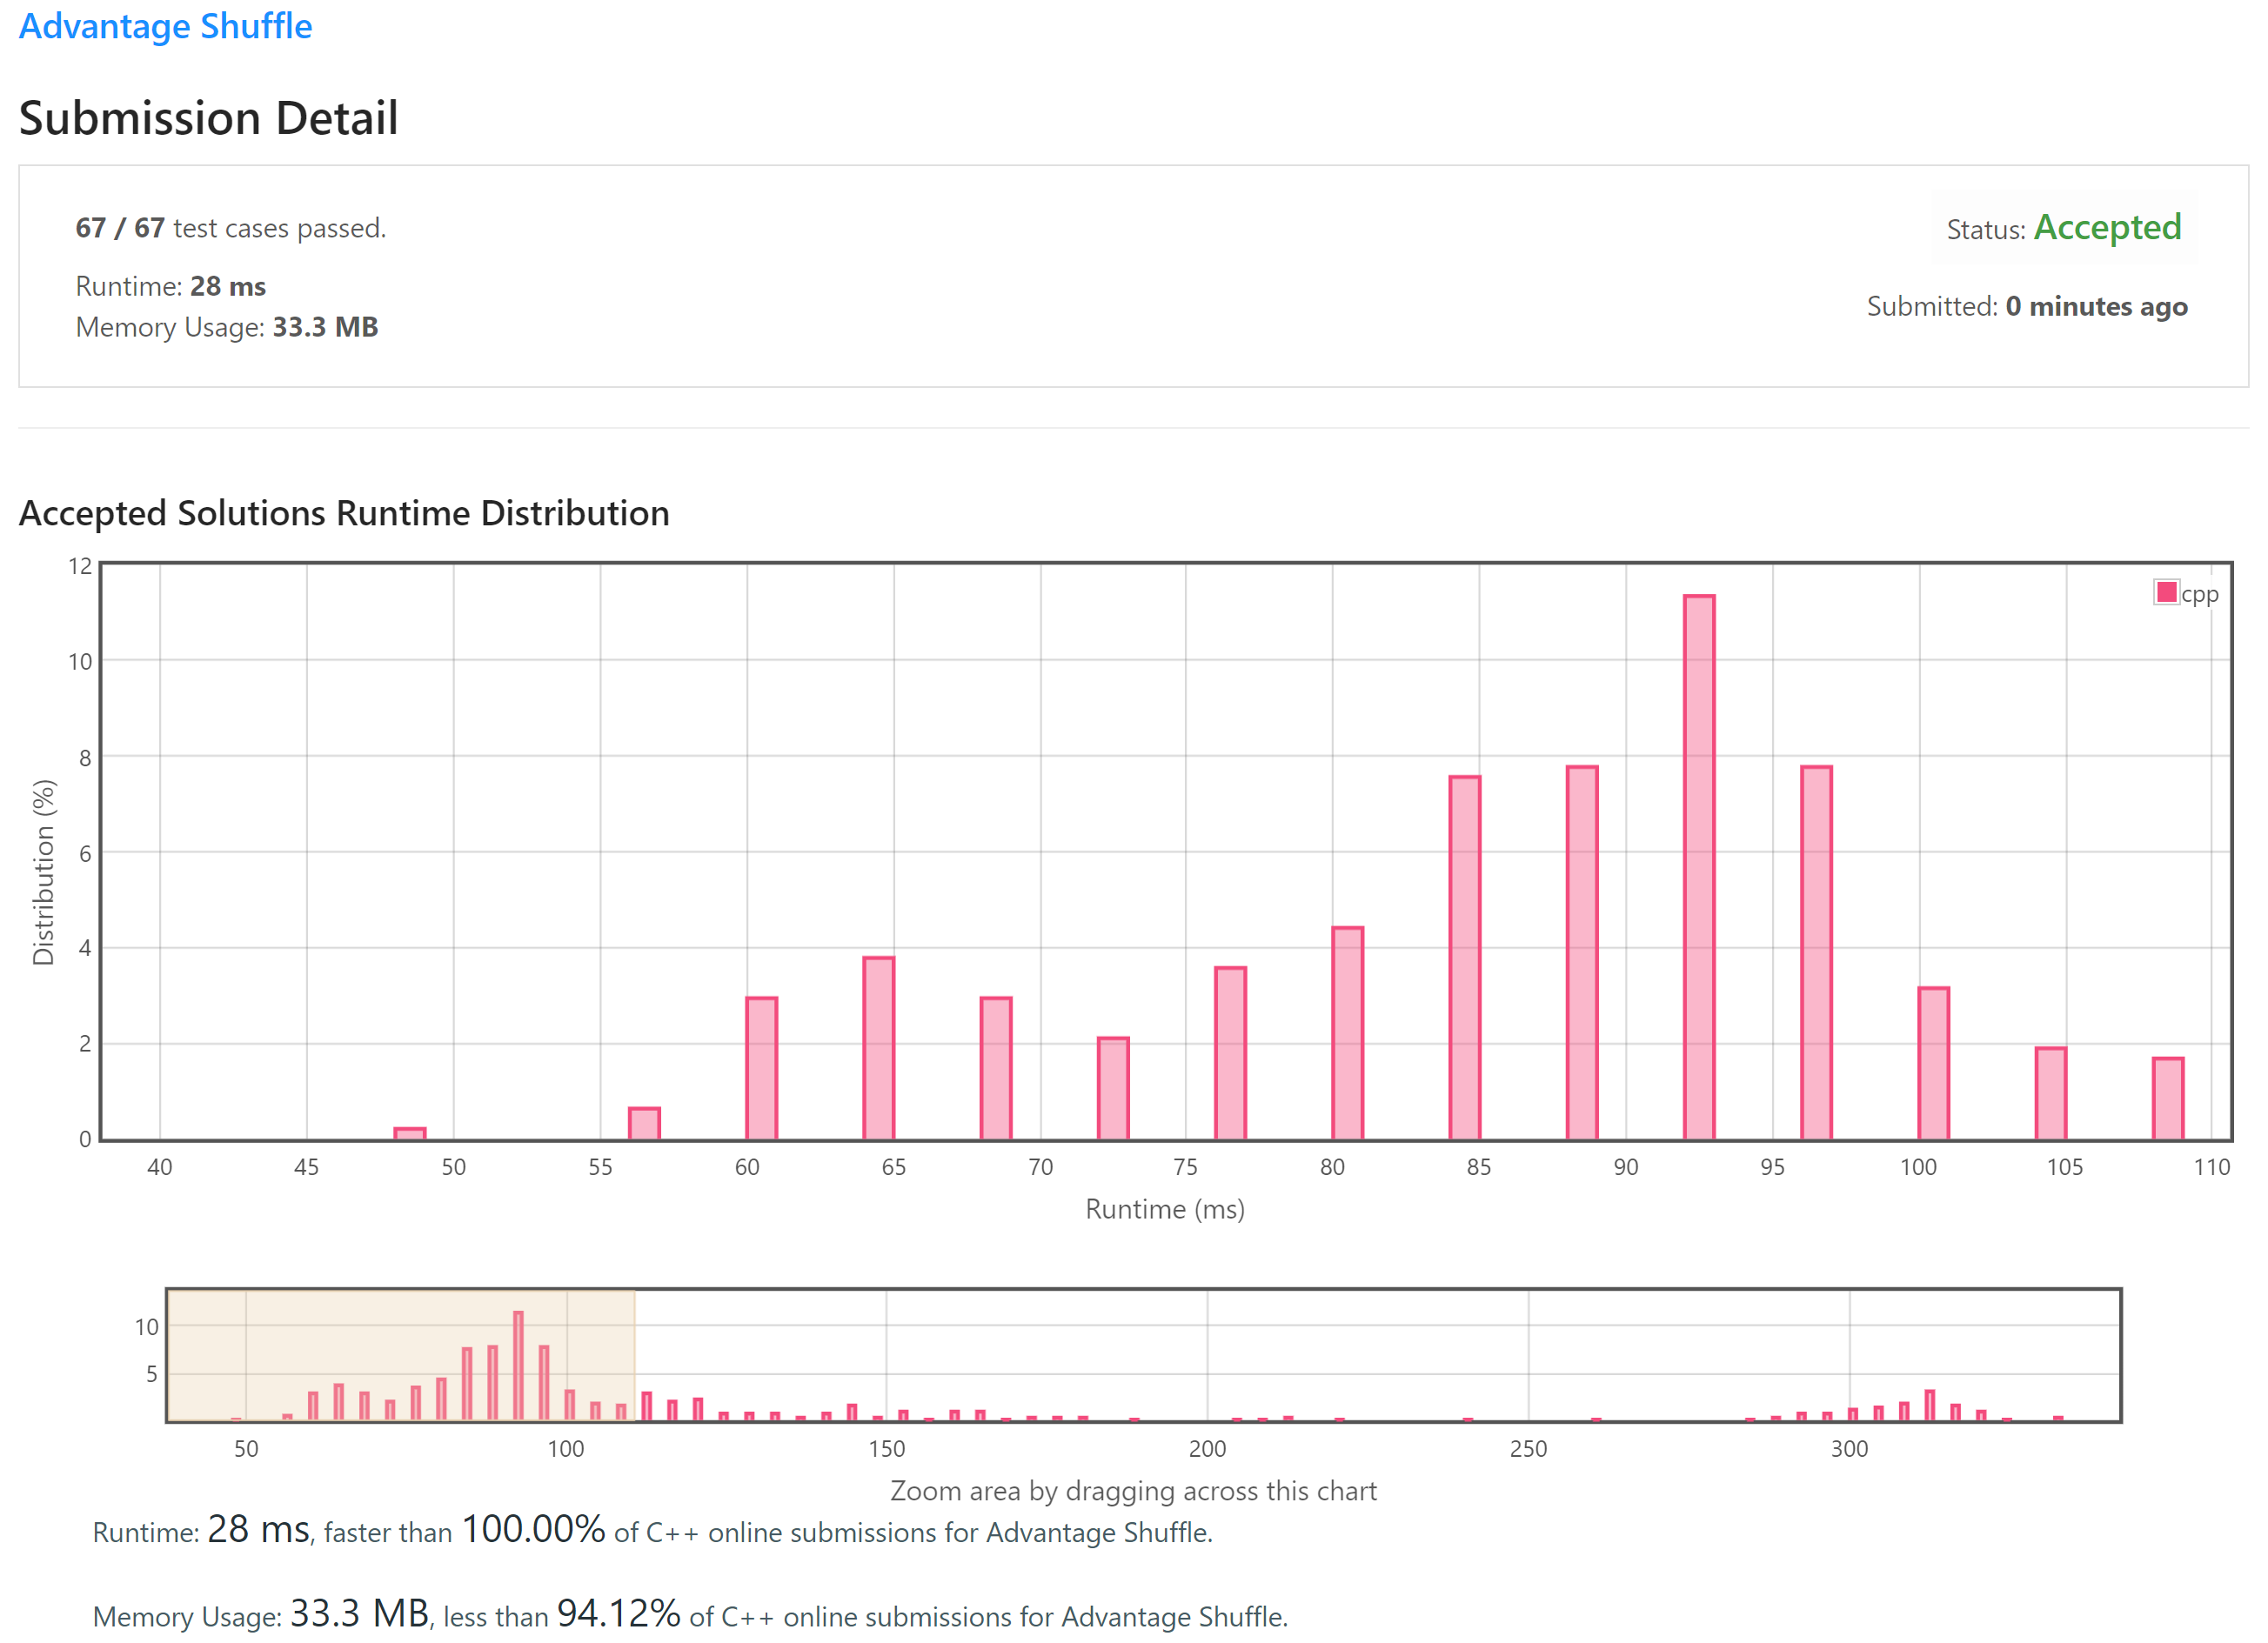 Advantage Shuffle
Submission Detail
67 / 67 test cases passed.
Status: Accepted
Runtime: 28 ms
Submitted: 0 minutes ago
Memory Usage: 33.3 MB
Accepted Solutions Runtime Distribution
12
10
8
6
4
2
0
Distribution (%)
cpp
40 45 50 55 60 65 70 75 80 85 90 95 100 105 110
Runtime (ms)
10
5
50 100 150 200 250 300
Zoom area by dragging across this chart
Runtime: 28 ms, faster than 100.00% of C++ online submissions for Advantage Shuffle.
Memory Usage: 33.3 MB, less than 94.12% of C++ online submissions for Advantage Shuffle.